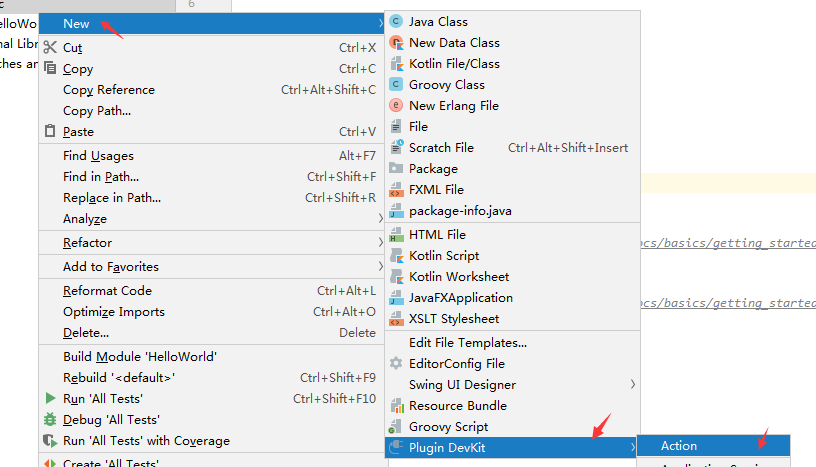 6
New
elloWo
Cut Ctrl+X
nal Libr
Copy Ctrl+C
ches an
Copy Reference Ctrl+Alt+Shift+C
Copy Path...
Paste Ctrl+V
Find Usages Alt+F7
Find in Path... Ctrl+Shift+F
Replace in Path... Ctrl+Shift+R
Analyze
Refactor
Add to Favorites
Reformat Code Ctrl+Alt+L
Optimize Imports Ctrl+Alt+O
Delete... Delete
Build Module 'HelloWorld'
Rebuild '<default>' Ctrl+Shift+F9
Run 'All Tests' Ctrl+Shift+F10
Debug 'All Tests'
Run 'All Tests' with Coverage
Create 'All Tests'
Java Class
New Data Class
Kotlin File/Class
Groovy Class
New Erlang File
File
Scratch File Ctrl+Alt+Shift+Insert
Package
FXML File
package-info.java
HTML File
Kotlin Script
Kotlin Worksheet
JavaFXApplication
XSLT Stylesheet
Edit File Templates...
EditorConfig File
Swing UI Designer
Resource Bundle
Groovy Script
Plugin DevKit
Action
ocs/basics/getting_started
ocs/basics/getting_started